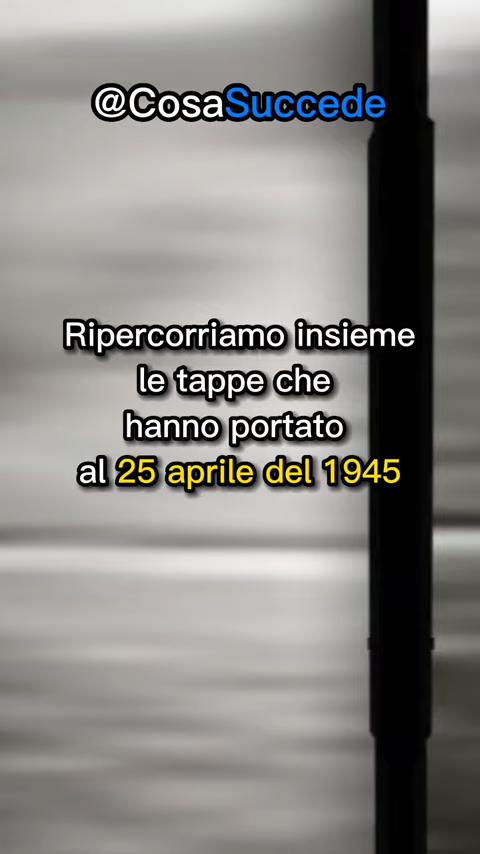 @CosaSuccede
Ripercorriamo insieme
le tappe che
hanno portato
al 25 aprile del 1945